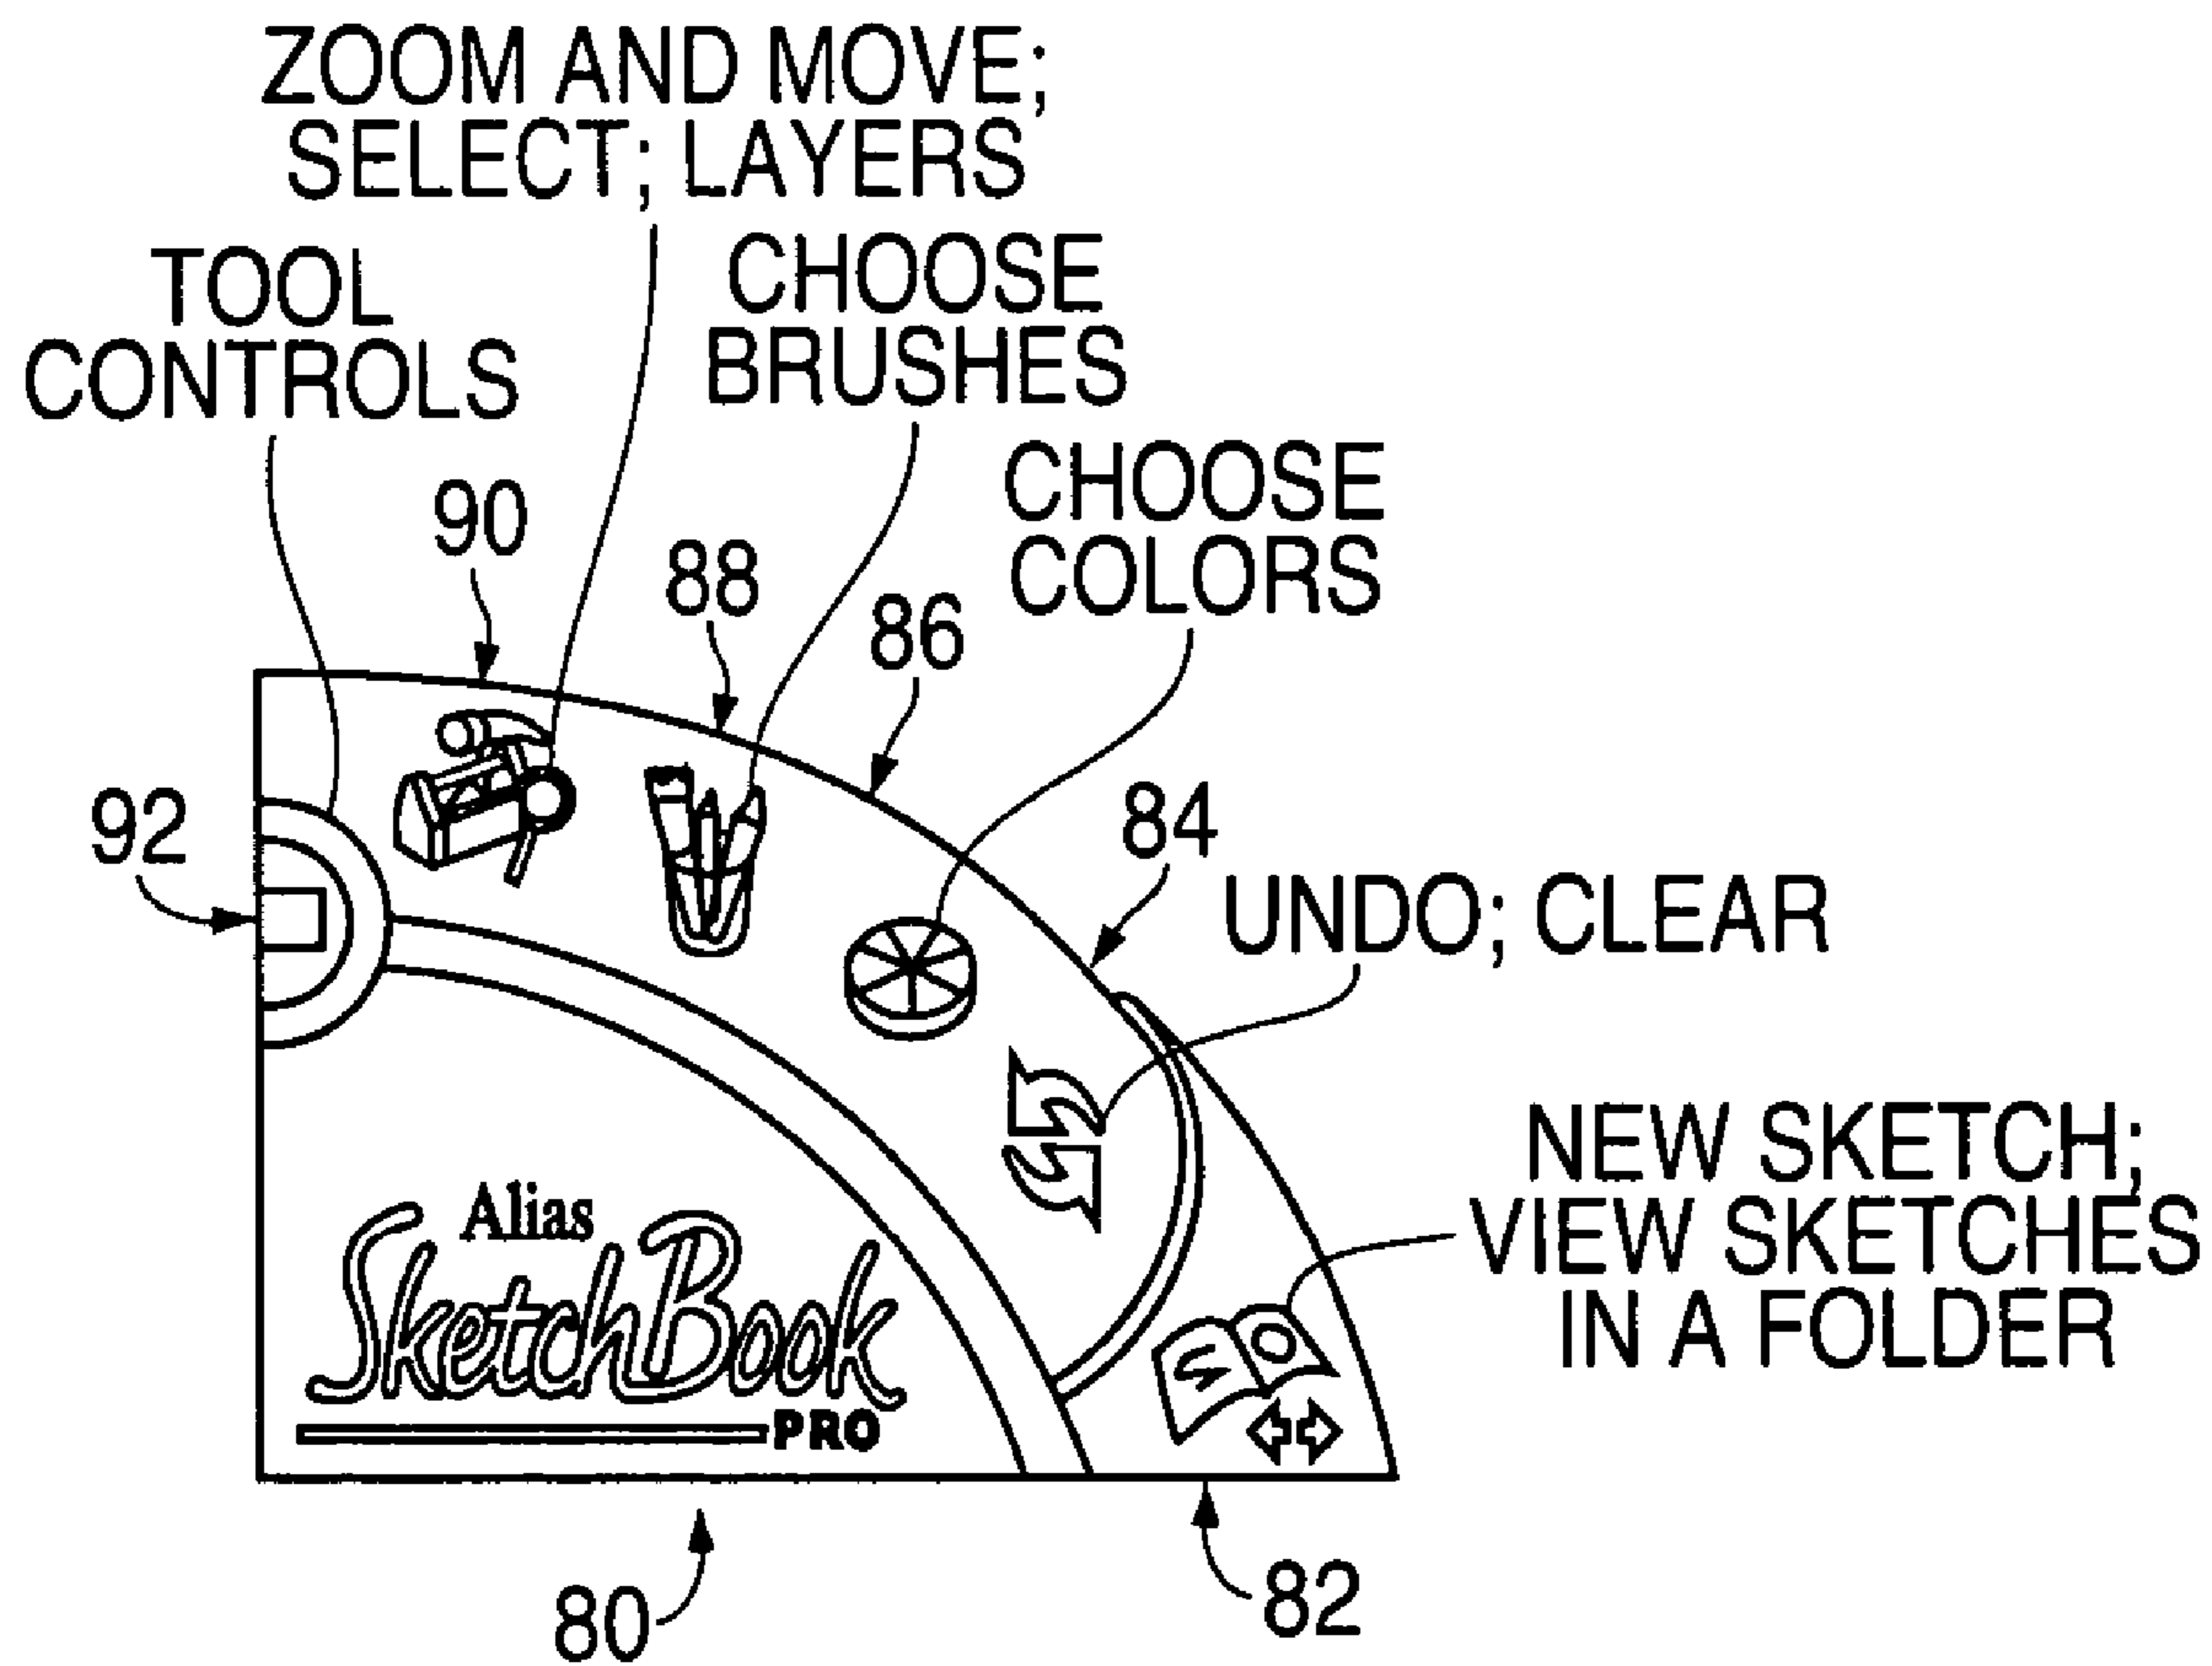 ZOOM AND MOVE;
SELECT; LAYERS
TOOL
CONTROLS
CHOOSE
BRUSHES
CHOOSE
COLORS
90
88
86
92
84
UNDO; CLEAR
NEW SKETCH;
VIEW SKETCHES
IN A FOLDER
Alias
SketchBook
PRO
80
82